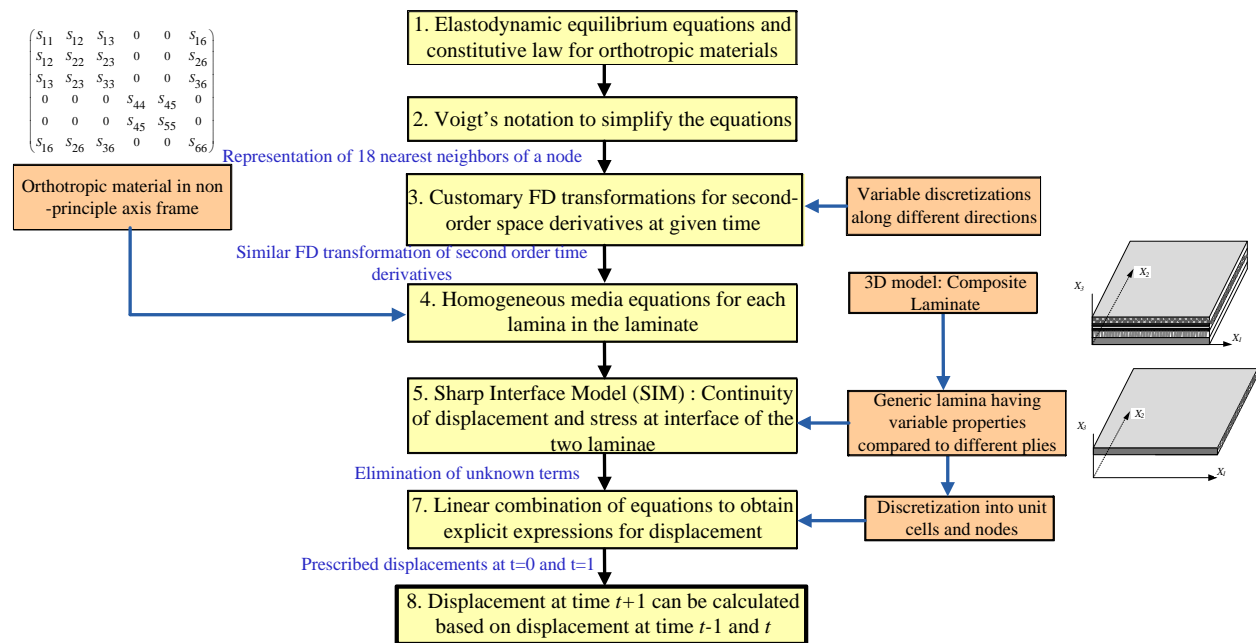 S11 S12 S13 0 0 S16
S12 S22 S23 0 0 S26
S13 S23 S33 0 0 S36
0 0 0 S44 S45 0
0 0 0 S45 S55 0
S16 S26 S36 0 0 S66
Orthotropic material in non
-principle axis frame
1. Elastodynamic equilibrium equations and
constitutive law for orthotropic materials
2. Voigt’s notation to simplify the equations
Representation of 18 nearest neighbors of a node
3. Customary FD transformations for second-
order space derivatives at given time
Variable discretizations
along different directions
Similar FD transformation of second order time
derivatives
4. Homogeneous media equations for each
lamina in the laminate
3D model: Composite
Laminate
X3
X2
X1
5. Sharp Interface Model (SIM) : Continuity
of displacement and stress at interface of the
two laminae
Generic lamina having
variable properties
compared to different plies
X2
X1
Elimination of unknown terms
7. Linear combination of equations to obtain
explicit expressions for displacement
Discretization into unit
cells and nodes
Prescribed displacements at t=0 and t=1
8. Displacement at time t+1 can be calculated
based on displacement at time t-1 and t